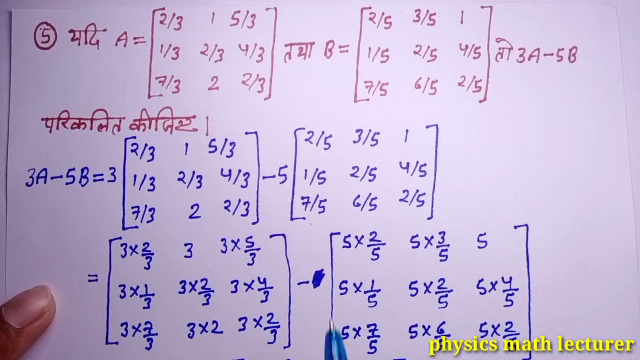 ⑤ यदि A = [2/3 1 5/3
1/3 2/3 4/3
7/3 2 2/3] तथा B = [2/5 3/5 1
1/5 2/5 4/5
7/5 6/5 2/5] तो 3A-5B
परिकलित कीजिए।
3A-5B = 3 [2/3 1 5/3
1/3 2/3 4/3
7/3 2 2/3] - 5 [2/5 3/5 1
1/5 2/5 4/5
7/5 6/5 2/5]
= [3×2/3 3 3×5/3
3×1/3 3×2/3 3×4/3
3×7/3 3×2 3×2/3] - [5×2/5 5×3/5 5
5×1/5 5×2/5 5×4/5
5×7/5 5×6 5×2]
physics math lecturer